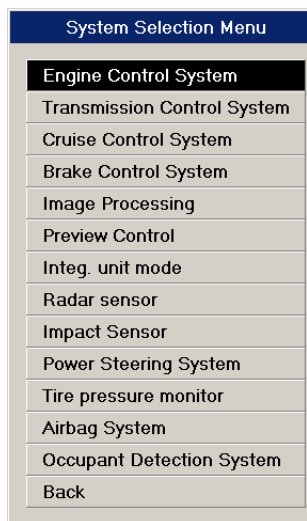 System Selection Menu
Engine Control System
Transmission Control System
Cruise Control System
Brake Control System
Image Processing
Preview Control
Integ. unit mode
Radar sensor
Impact Sensor
Power Steering System
Tire pressure monitor
Airbag System
Occupant Detection System
Back